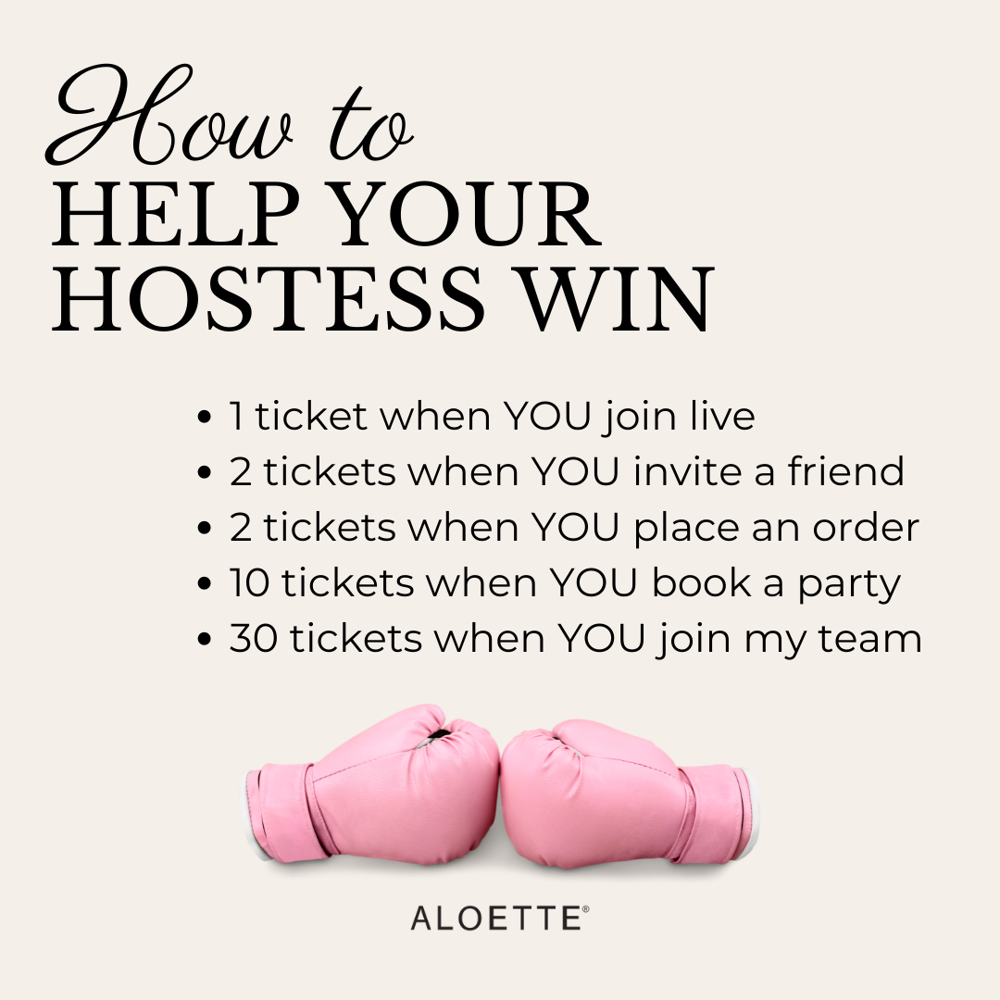 How to
HELP YOUR
HOSTESS WIN
• 1 ticket when YOU join live
• 2 tickets when YOU invite a friend
• 2 tickets when YOU place an order
• 10 tickets when YOU book a party
• 30 tickets when YOU join my team
ALOETTE®